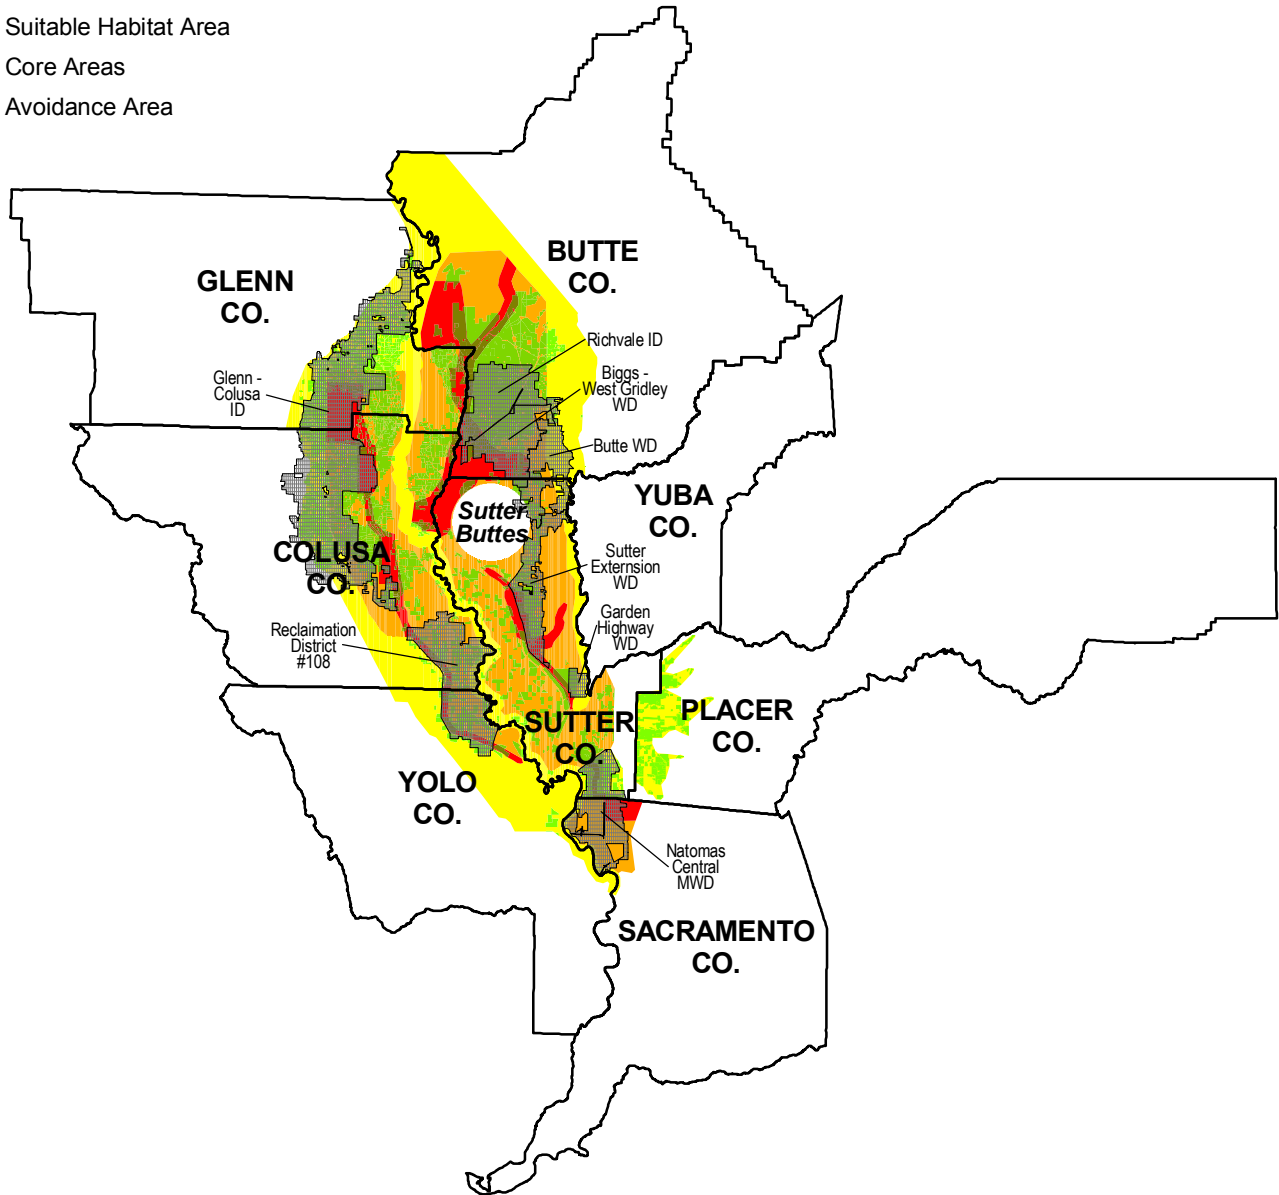 Suitable Habitat Area
Core Areas
Avoidance Area
BUTTE
CO.
GLENN
CO.
Richvale ID
Biggs -
West Gridley
WD
Glenn -
Colusa
ID
Butte WD
YUBA
CO.
Sutter
Buttes
COLUSA
CO.
Sutter
Externsion
WD
Garden
Highway
WD
Reclaimation
District
#108
SUTTER
CO.
PLACER
CO.
YOLO
CO.
Natomas
Central
MWD
SACRAMENTO
CO.